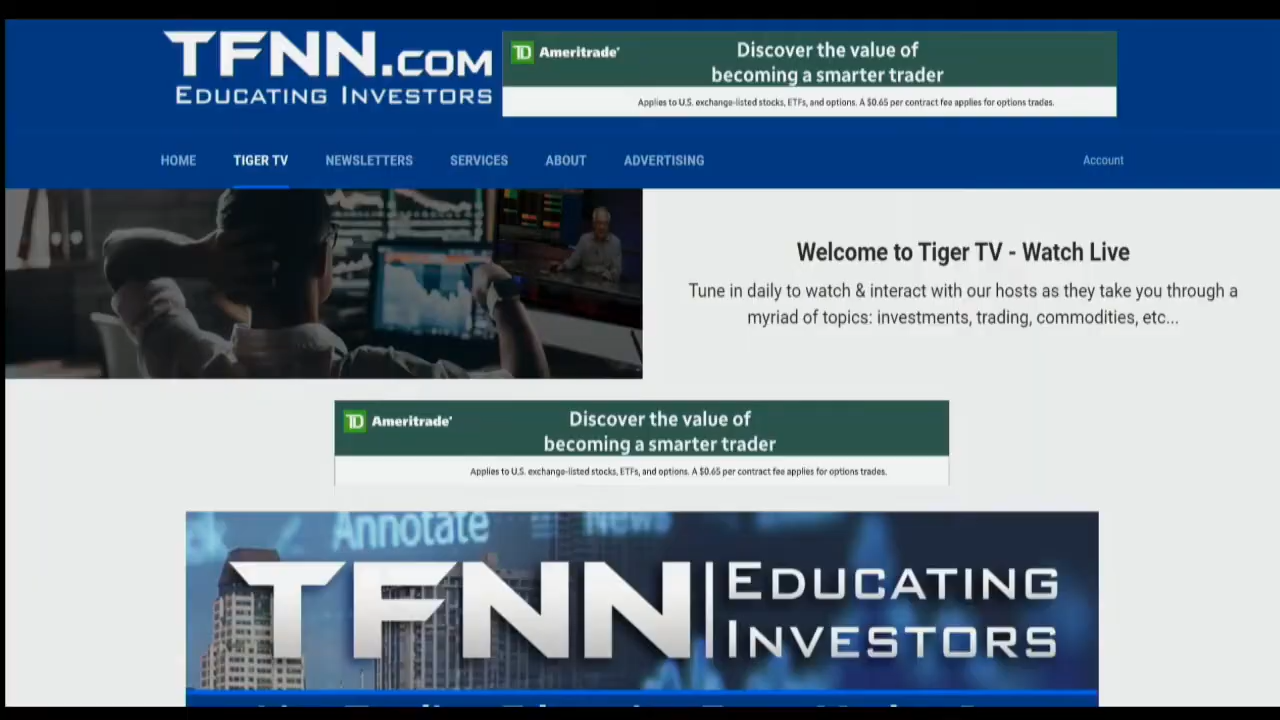 TFNN.COM
EDUCATING INVESTORS
TD Ameritrade
Discover the value of
becoming a smarter trader
Applies to U.S. exchange-listed stocks, ETFs, and options. A $0.65 per contract fee applies for options trades.
HOME TIGER TV NEWSLETTERS SERVICES ABOUT ADVERTISING Account
Welcome to Tiger TV - Watch Live
Tune in daily to watch & interact with our hosts as they take you through a
myriad of topics: investments, trading, commodities, etc...
TD Ameritrade
Discover the value of
becoming a smarter trader
Applies to U.S. exchange-listed stocks, ETFs, and options. A $0.65 per contract fee applies for options trades.
Annotate News
TFNN EDUCATING
INVESTORS